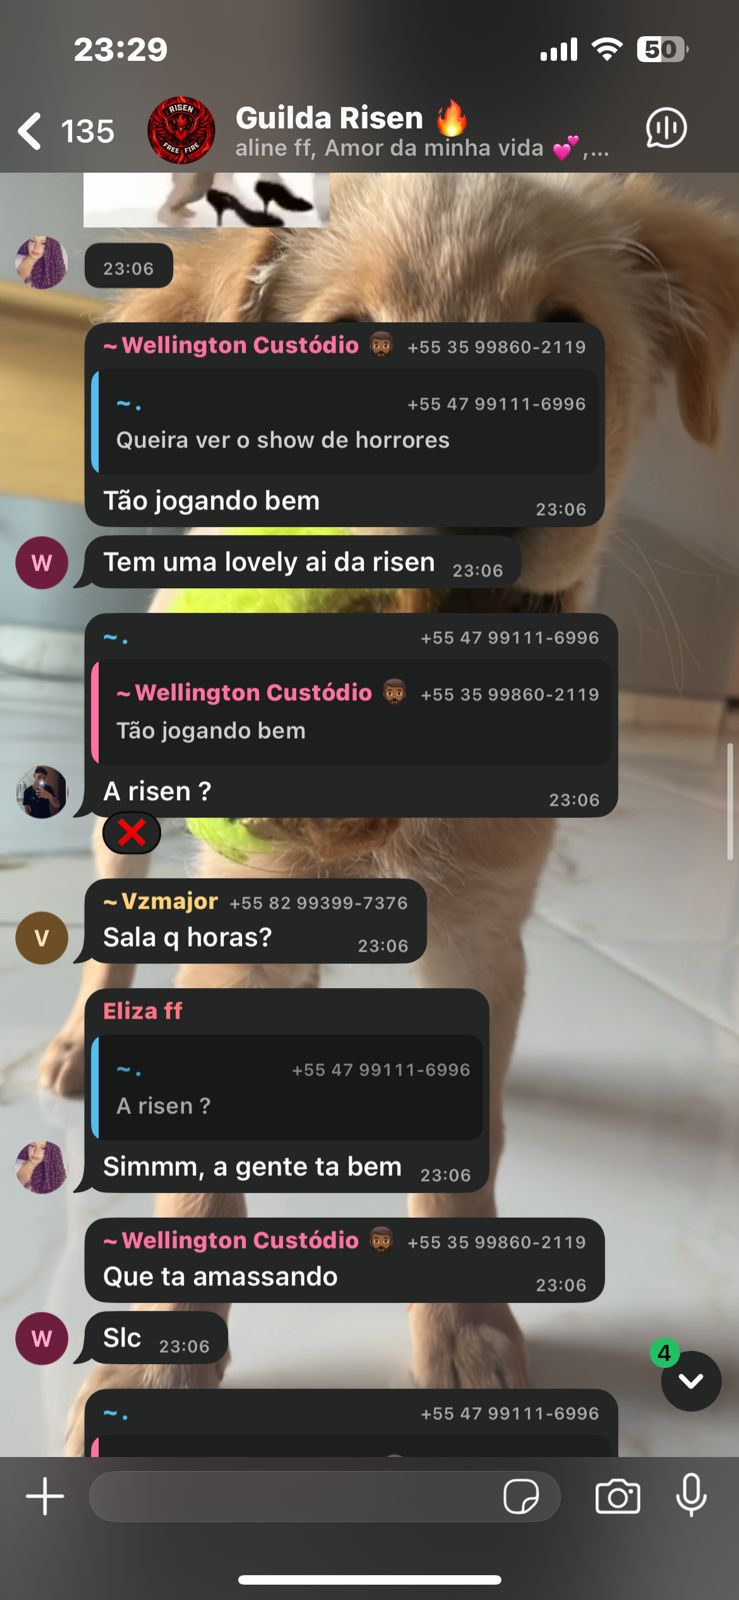 23:29
50
135
RISEN
FREE FIRE
Guilda Risen 🔥
aline ff, Amor da minha vida 💕,...
23:06
~Wellington Custódio 🧔🏾 +55 35 99860-2119
~. +55 47 99111-6996
Queira ver o show de horrores
Tão jogando bem 23:06
W
Tem uma lovely ai da risen 23:06
~. +55 47 99111-6996
~Wellington Custódio 🧔🏾 +55 35 99860-2119
Tão jogando bem
A risen ? 23:06
❌
~Vzmajor +55 82 99399-7376
V
Sala q horas? 23:06
Eliza ff
~. +55 47 99111-6996
A risen ?
Simmm, a gente ta bem 23:06
~Wellington Custódio 🧔🏾 +55 35 99860-2119
Que ta amassando 23:06
W
Slc 23:06
4
~. +55 47 99111-6996